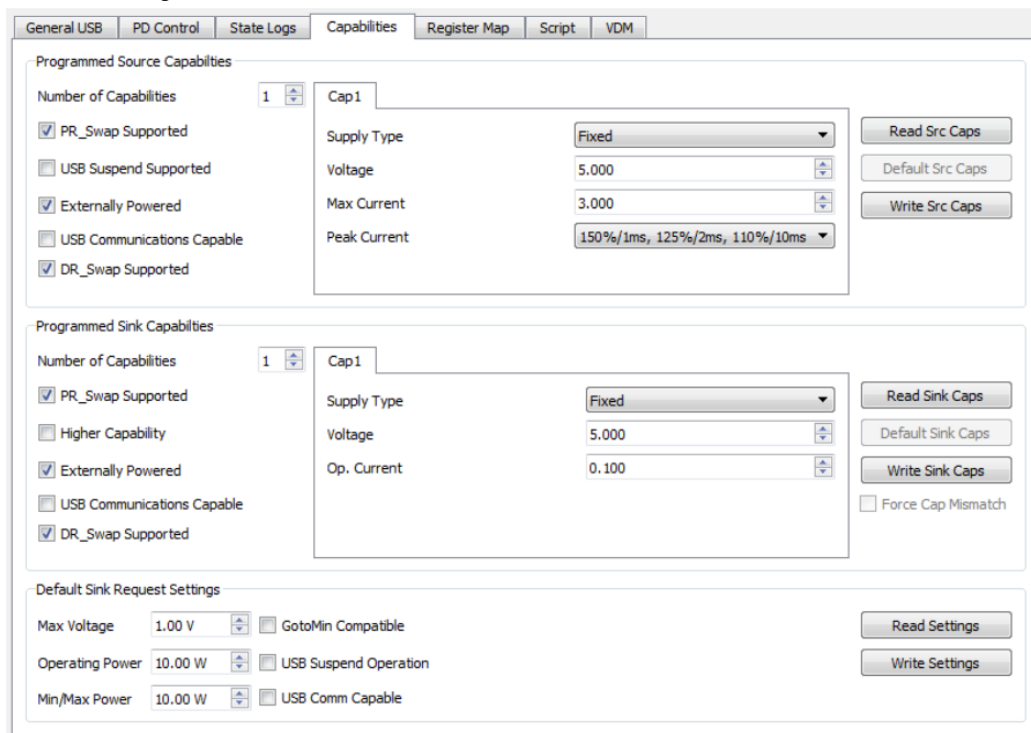 General USB PD Control State Logs Capabilities Register Map Script VDM
Programmed Source Capabilties
Number of Capabilities 1 Cap1
PR_Swap Supported Supply Type Fixed Read Src Caps
USB Suspend Supported Voltage 5.000 Default Src Caps
Externally Powered Max Current 3.000 Write Src Caps
USB Communications Capable Peak Current 150%/1ms, 125%/2ms, 110%/10ms
DR_Swap Supported
Programmed Sink Capabilties
Number of Capabilities 1 Cap1
PR_Swap Supported Supply Type Fixed Read Sink Caps
Higher Capability Voltage 5.000 Default Sink Caps
Externally Powered Op. Current 0.100 Write Sink Caps
USB Communications Capable Force Cap Mismatch
DR_Swap Supported
Default Sink Request Settings
Max Voltage 1.00 V GotoMin Compatible Read Settings
Operating Power 10.00 W USB Suspend Operation Write Settings
Min/Max Power 10.00 W USB Comm Capable